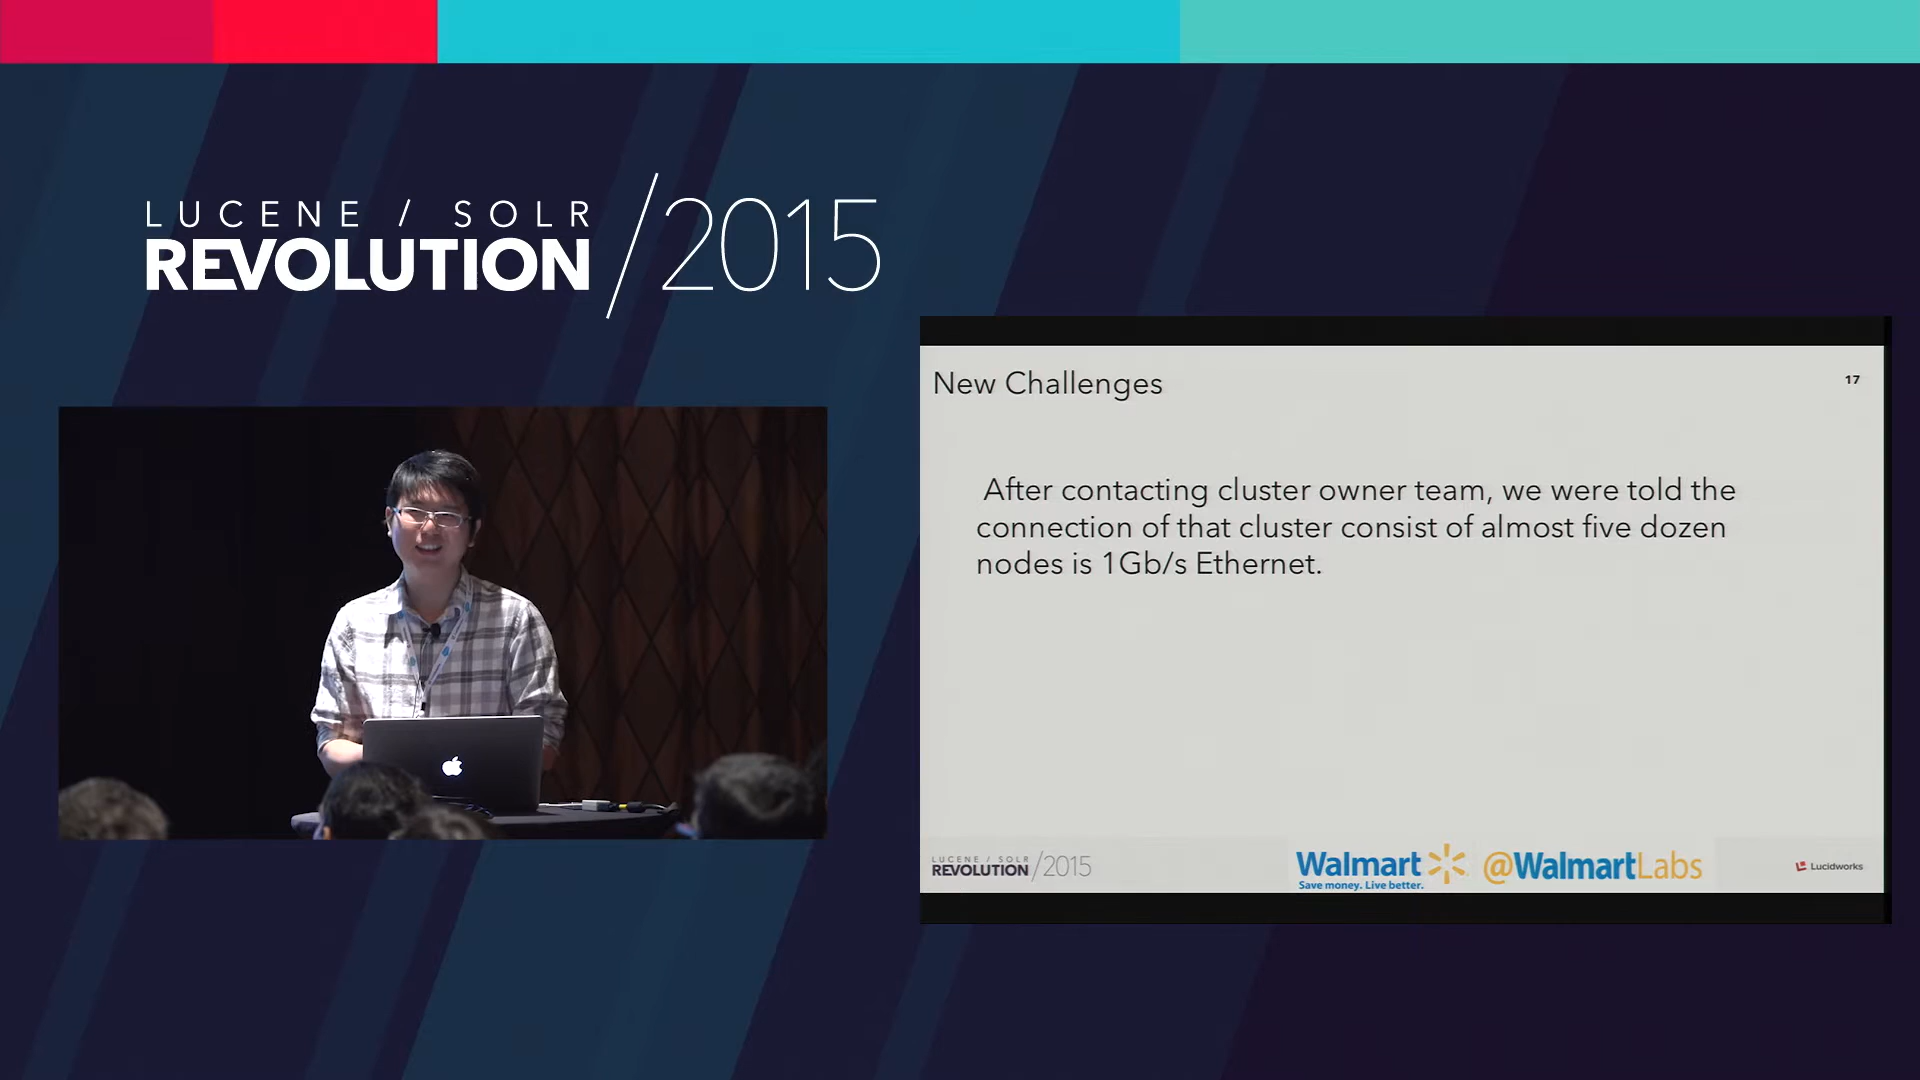 LUCENE / SOLR
REVOLUTION /2015
New Challenges
17
After contacting cluster owner team, we were told the
connection of that cluster consist of almost five dozen
nodes is 1Gb/s Ethernet.
LUCENE / SOLR
REVOLUTION /2015
Walmart
Save money. Live better.
@WalmartLabs
Lucidworks